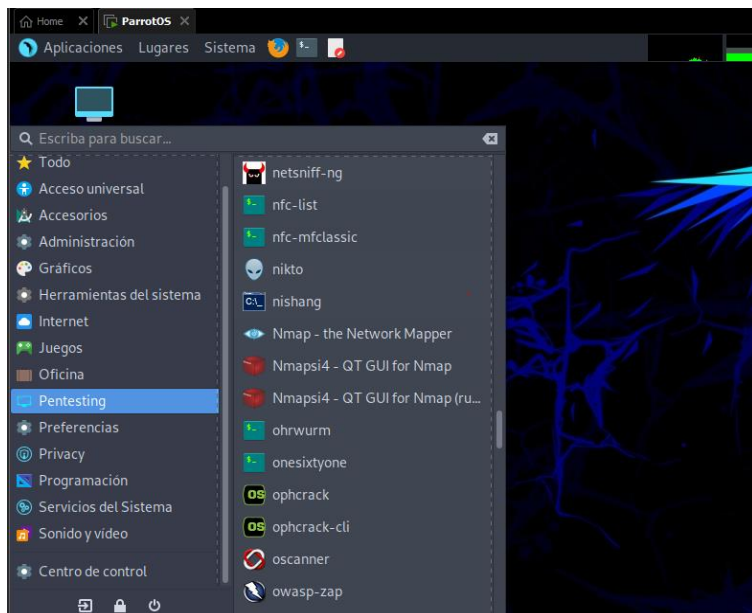 Home
ParrotOS
Aplicaciones Lugares Sistema
Escriba para buscar...
Todo
Acceso universal
Accesorios
Administración
Gráficos
Herramientas del sistema
Internet
Juegos
Oficina
Pentesting
Preferencias
Privacy
Programación
Servicios del Sistema
Sonido y vídeo
Centro de control
netsniff-ng
nfc-list
nfc-mfclassic
nikto
C:\_ nishang
Nmap - the Network Mapper
Nmapsi4 - QT GUI for Nmap
Nmapsi4 - QT GUI for Nmap (ru...
ohrwurm
onesixtyone
OS ophcrack
OS ophcrack-cli
oscanner
owasp-zap